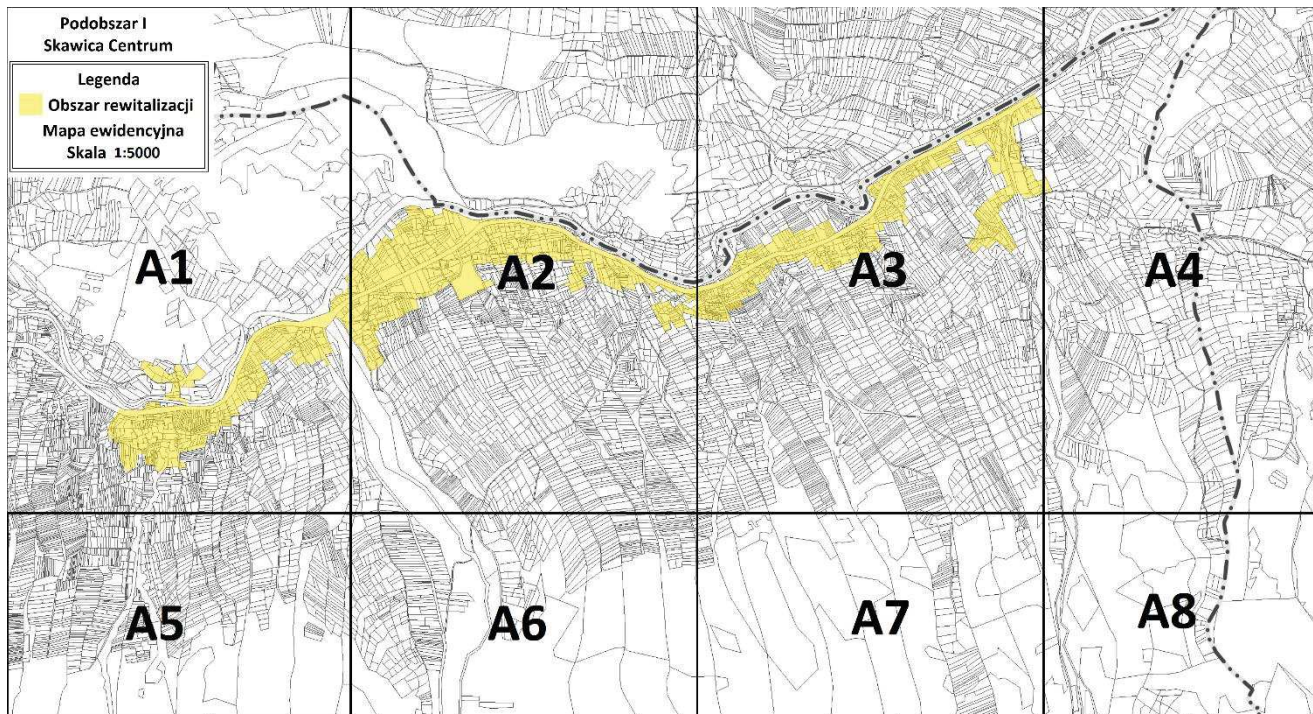 Podobszar I
Skawica Centrum
Legenda
Obszar rewitalizacji
Mapa ewidencyjna
Skala 1:5000
A1
A2
A3
A4
A5
A6
A7
A8